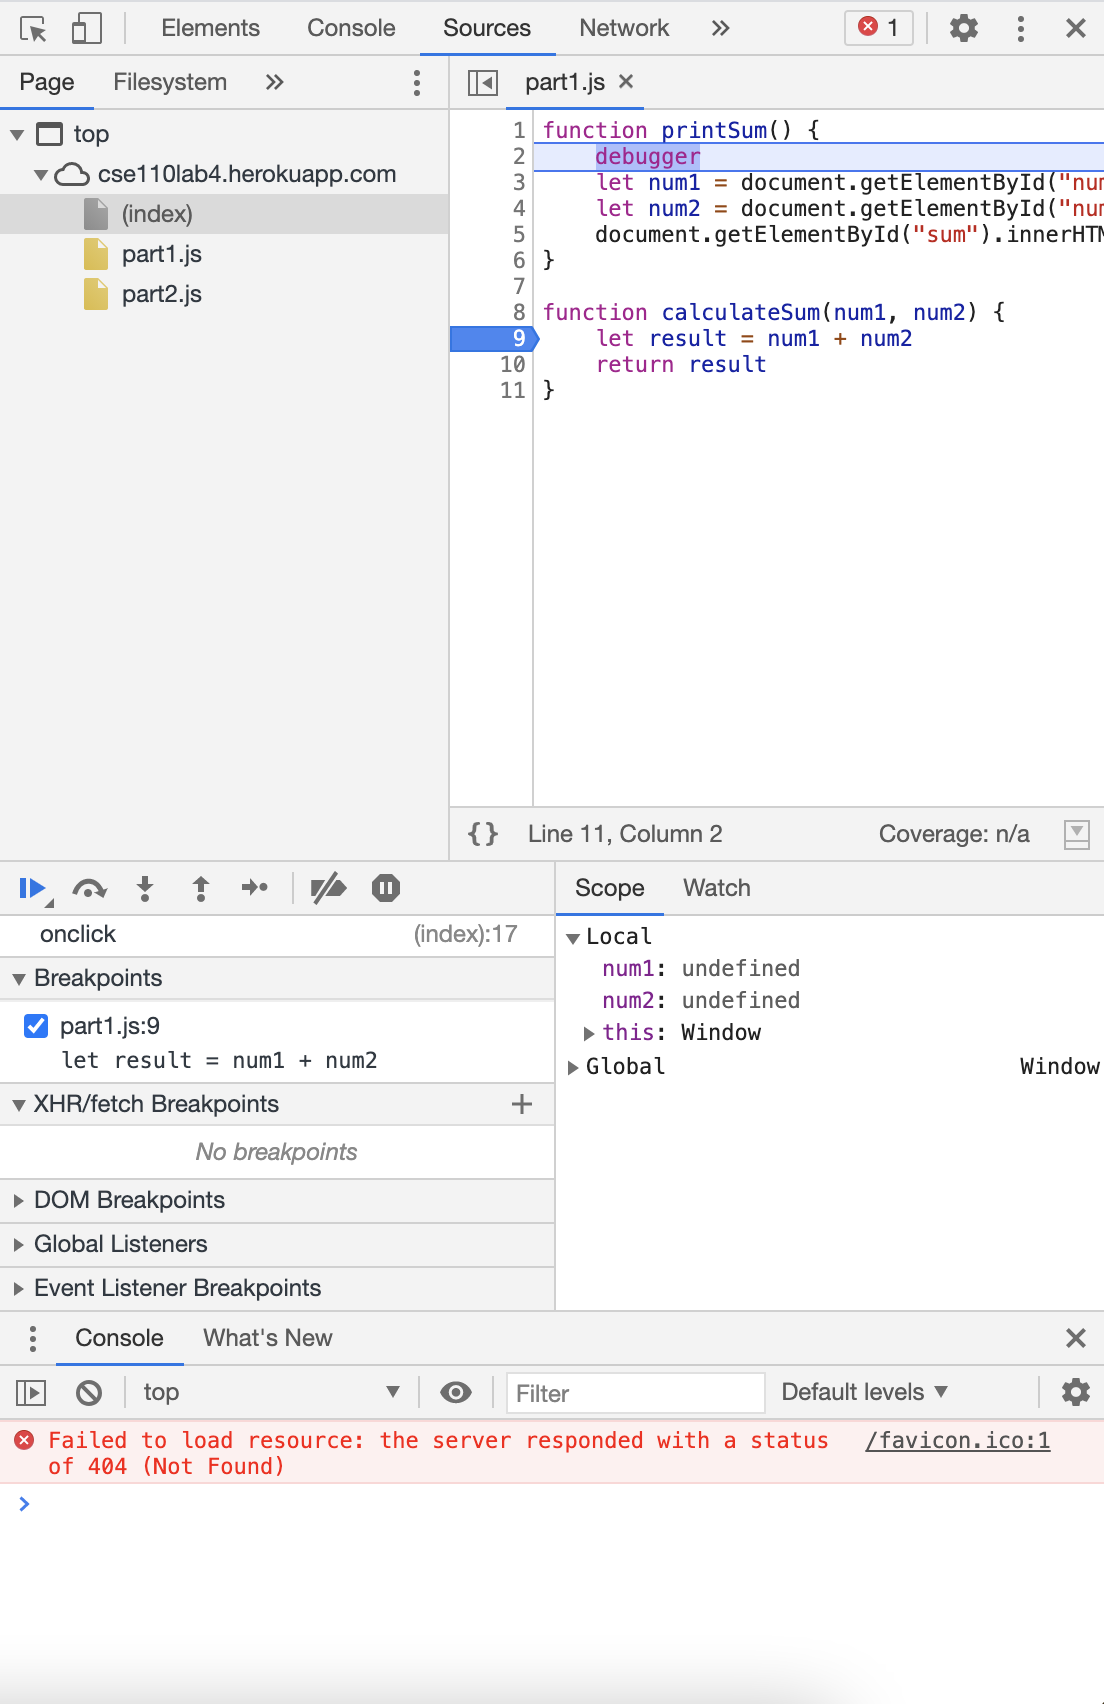 Elements Console Sources Network 1
Page Filesystem
part1.js
top
cse110lab4.herokuapp.com
(index)
part1.js
part2.js
1 function printSum() {
2 debugger
3 let num1 = document.getElementById("num
4 let num2 = document.getElementById("num
5 document.getElementById("sum").innerHTM
6 }
7
8 function calculateSum(num1, num2) {
9 let result = num1 + num2
10 return result
11 }
{} Line 11, Column 2 Coverage: n/a
onclick (index):17
Breakpoints
part1.js:9
let result = num1 + num2
XHR/fetch Breakpoints
No breakpoints
DOM Breakpoints
Global Listeners
Event Listener Breakpoints
Scope Watch
Local
num1: undefined
num2: undefined
this: Window
Global Window
Console What's New
top Filter Default levels
Failed to load resource: the server responded with a status /favicon.ico:1
of 404 (Not Found)